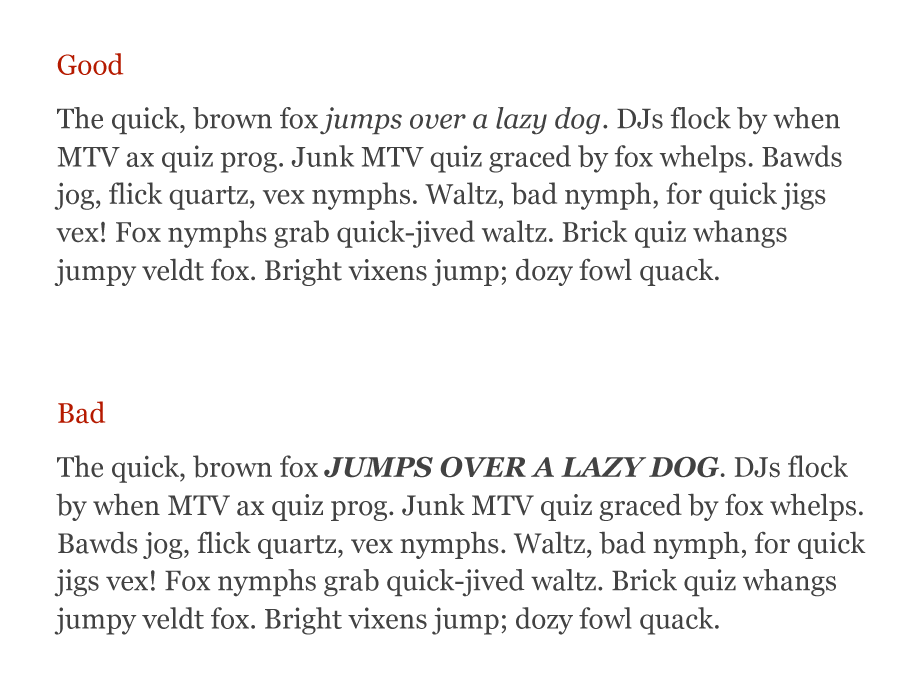 Good
The quick, brown fox jumps over a lazy dog. DJs flock by when
MTV ax quiz prog. Junk MTV quiz graced by fox whelps. Bawds
jog, flick quartz, vex nymphs. Waltz, bad nymph, for quick jigs
vex! Fox nymphs grab quick-jived waltz. Brick quiz whangs
jumpy veldt fox. Bright vixens jump; dozy fowl quack.
Bad
The quick, brown fox JUMPS OVER A LAZY DOG. DJs flock
by when MTV ax quiz prog. Junk MTV quiz graced by fox whelps.
Bawds jog, flick quartz, vex nymphs. Waltz, bad nymph, for quick
jigs vex! Fox nymphs grab quick-jived waltz. Brick quiz whangs
jumpy veldt fox. Bright vixens jump; dozy fowl quack.